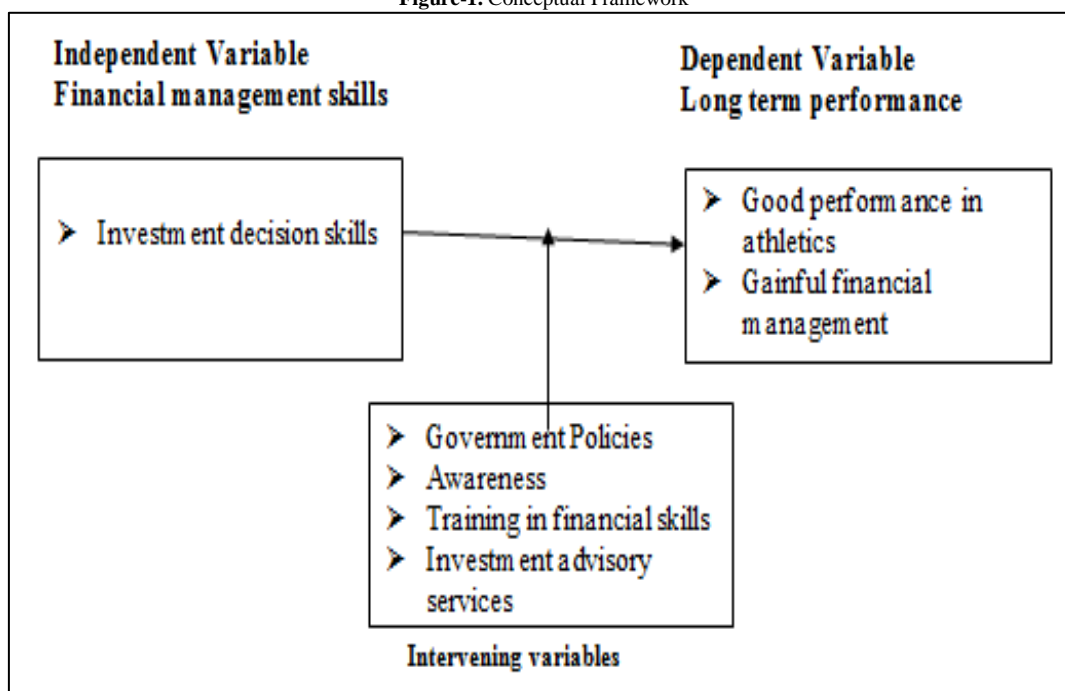 Figure-1. Conceptual Framework
Independent Variable
Financial management skills
Dependent Variable
Long term performance
➤ Investment decision skills
➤ Good performance in
athletics
➤ Gainful financial
management
➤ Government Policies
➤ Awareness
➤ Training in financial skills
➤ Investment advisory
services
Intervening variables